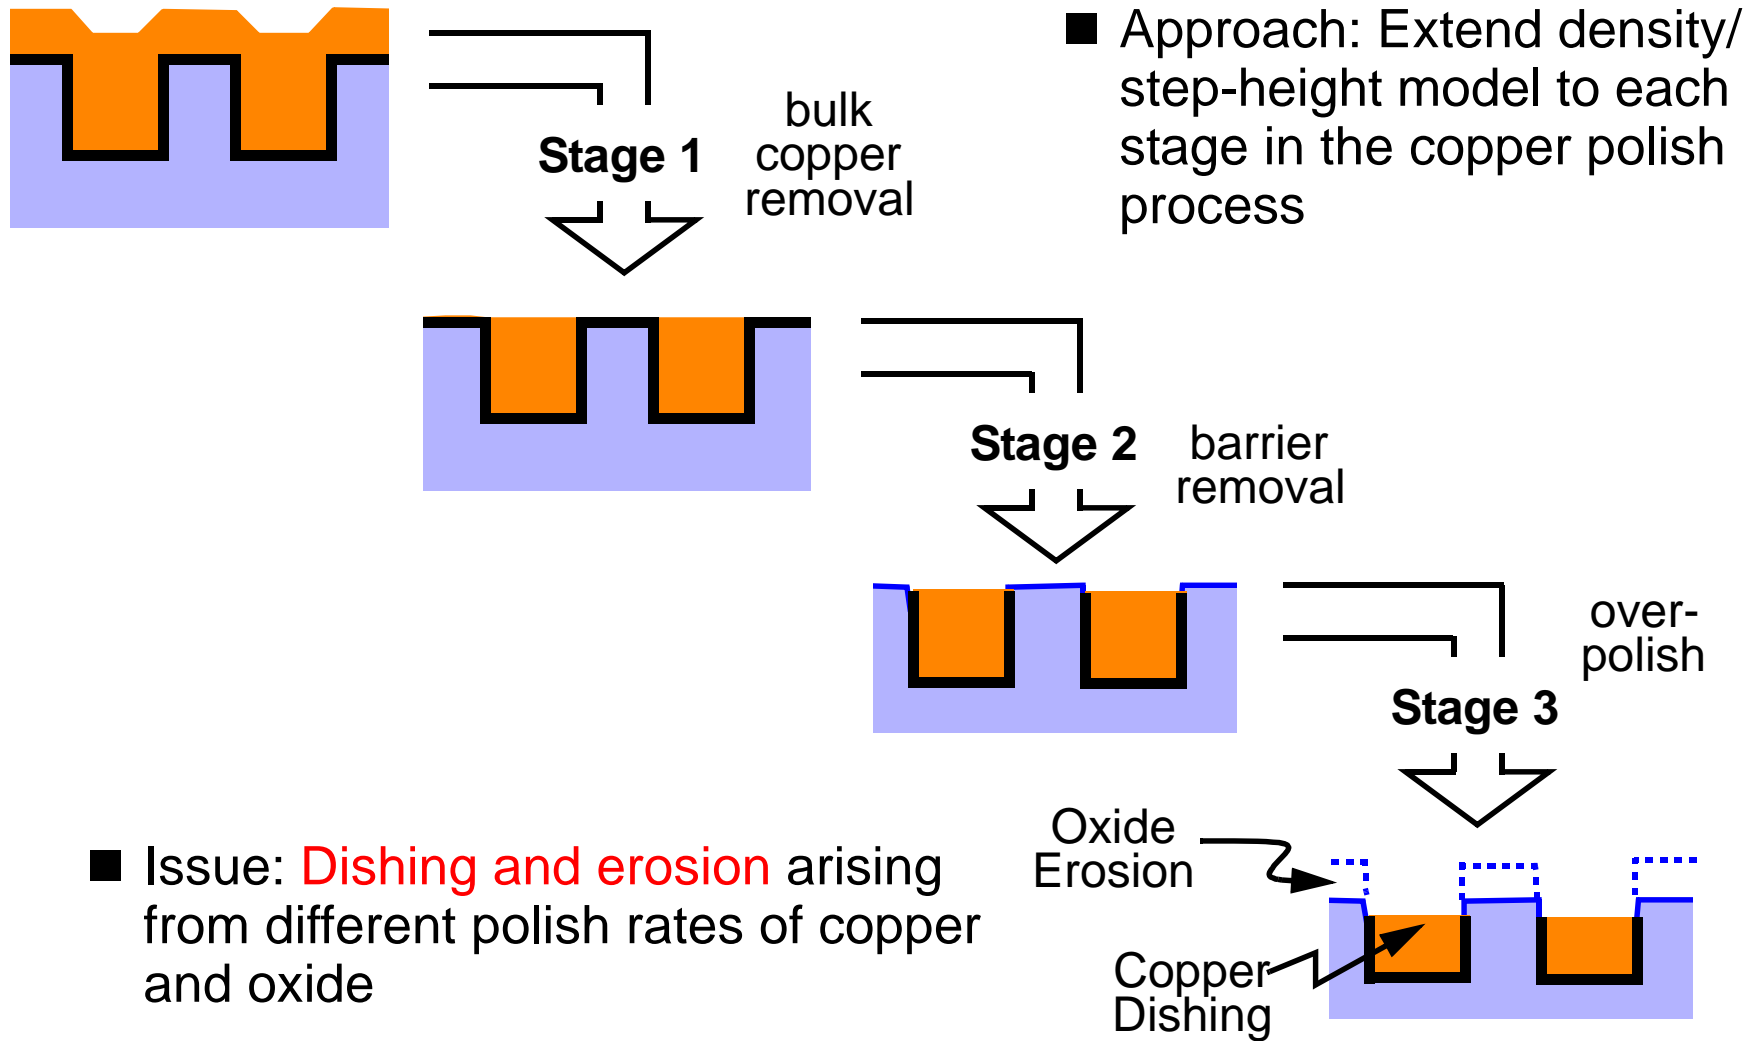 ■ Approach: Extend density/
step-height model to each
stage in the copper polish
process
Stage 1
bulk
copper
removal
Stage 2
barrier
removal
Stage 3
over-
polish
■ Issue: Dishing and erosion arising
from different polish rates of copper
and oxide
Oxide
Erosion
Copper
Dishing